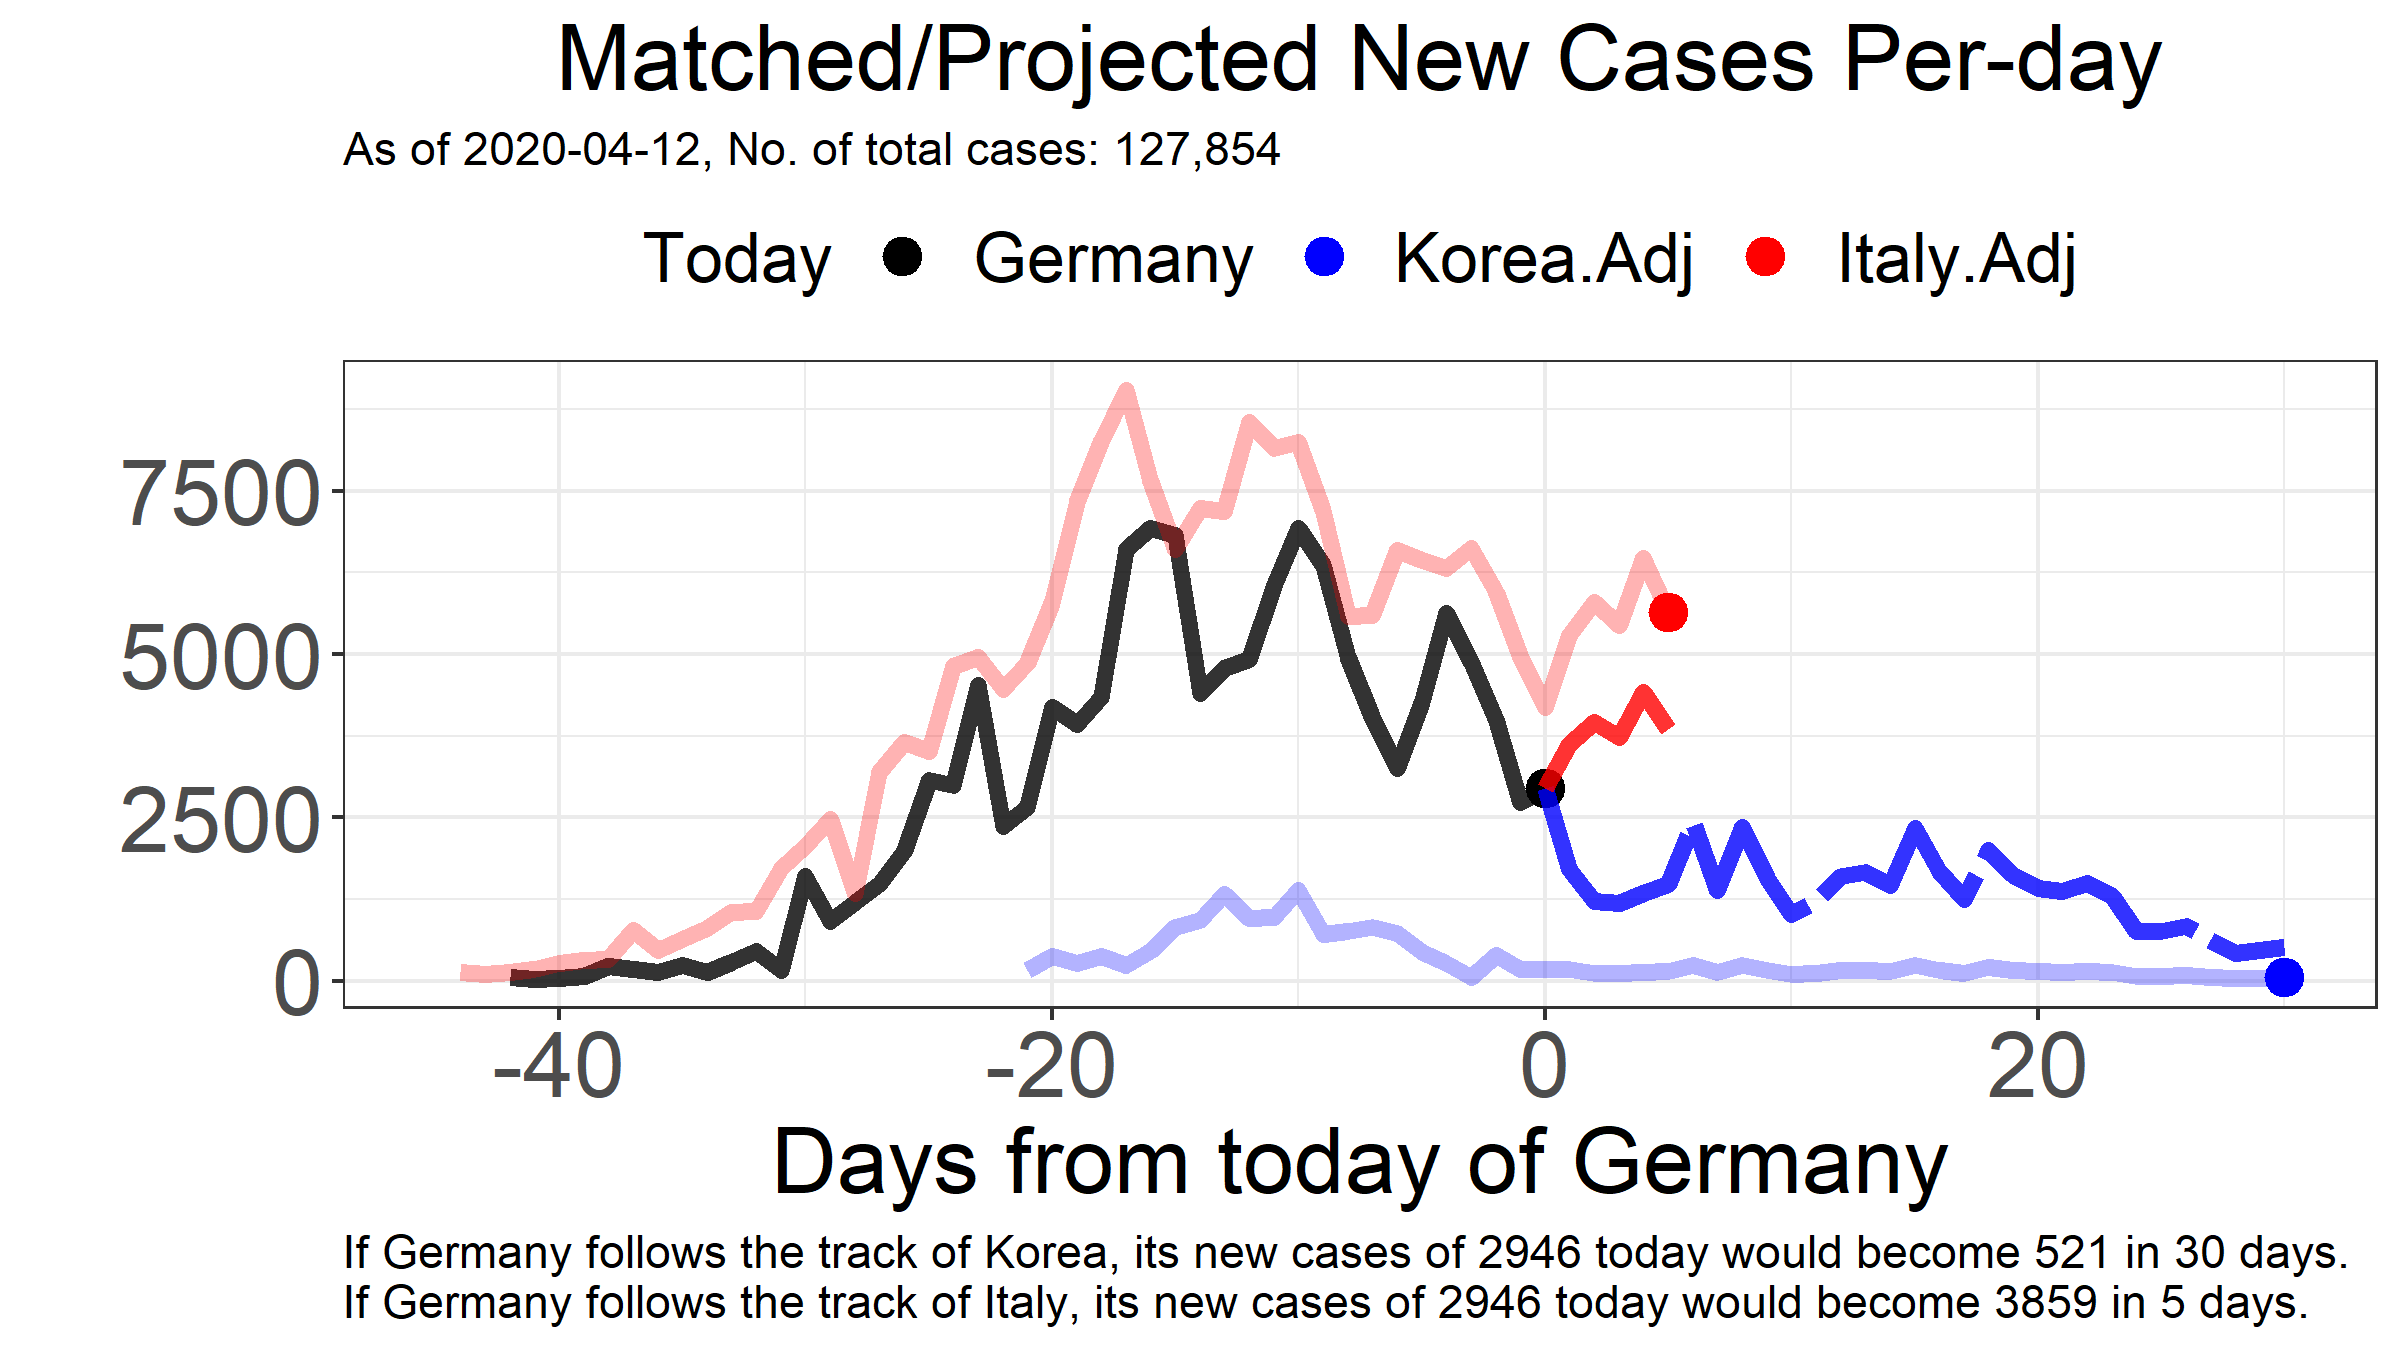 Matched/Projected New Cases Per-day
As of 2020-04-12, No. of total cases: 127,854
Today Germany Korea.Adj Italy.Adj
7500
5000
2500
0
-40 -20 0 20
Days from today of Germany
If Germany follows the track of Korea, its new cases of 2946 today would become 521 in 30 days.
If Germany follows the track of Italy, its new cases of 2946 today would become 3859 in 5 days.